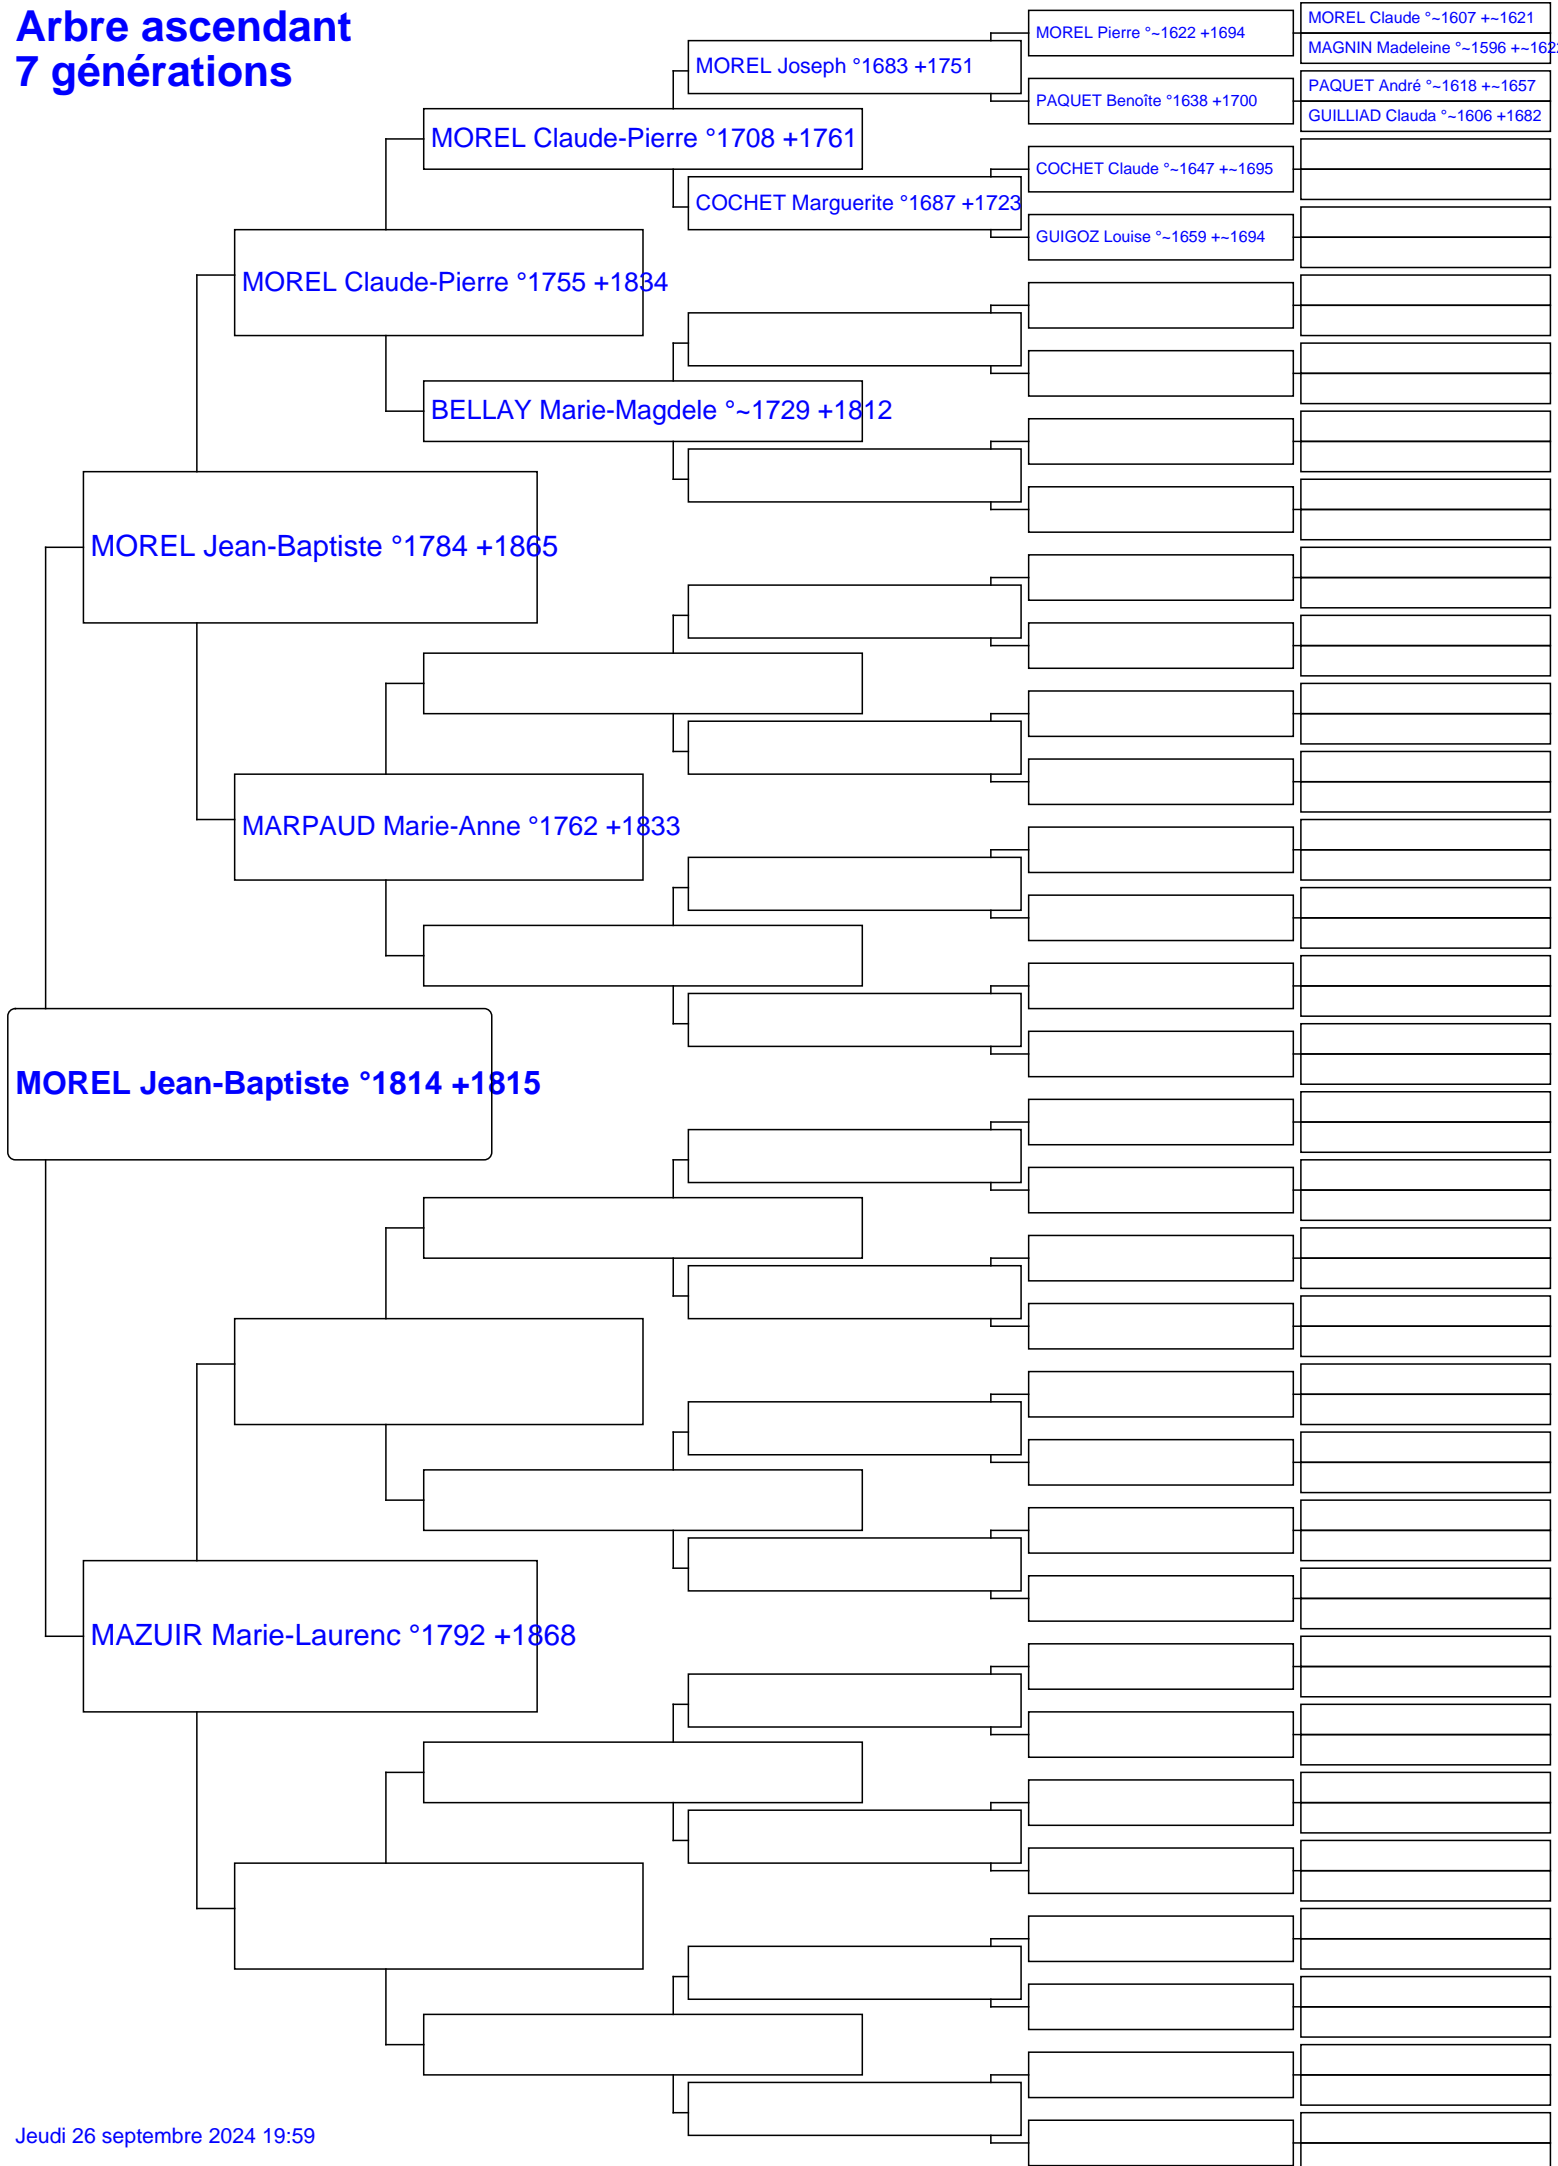 Arbre ascendant
7 générations
MOREL Claude °~1607 +~1621
MOREL Pierre °~1622 +1694
MAGNIN Madeleine °~1596 +~162
MOREL Joseph °1683 +1751
PAQUET André °~1618 +~1657
PAQUET Benoîte °1638 +1700
GUILLIAD Clauda °~1606 +1682
MOREL Claude-Pierre °1708 +1761
COCHET Claude °~1647 +~1695
COCHET Marguerite °1687 +1723
GUIGOZ Louise °~1659 +~1694
MOREL Claude-Pierre °1755 +1834
BELLAY Marie-Magdele °~1729 +1812
MOREL Jean-Baptiste °1784 +1865
MARPAUD Marie-Anne °1762 +1833
MOREL Jean-Baptiste °1814 +1815
MAZUIR Marie-Laurenc °1792 +1868
Jeudi 26 septembre 2024 19:59